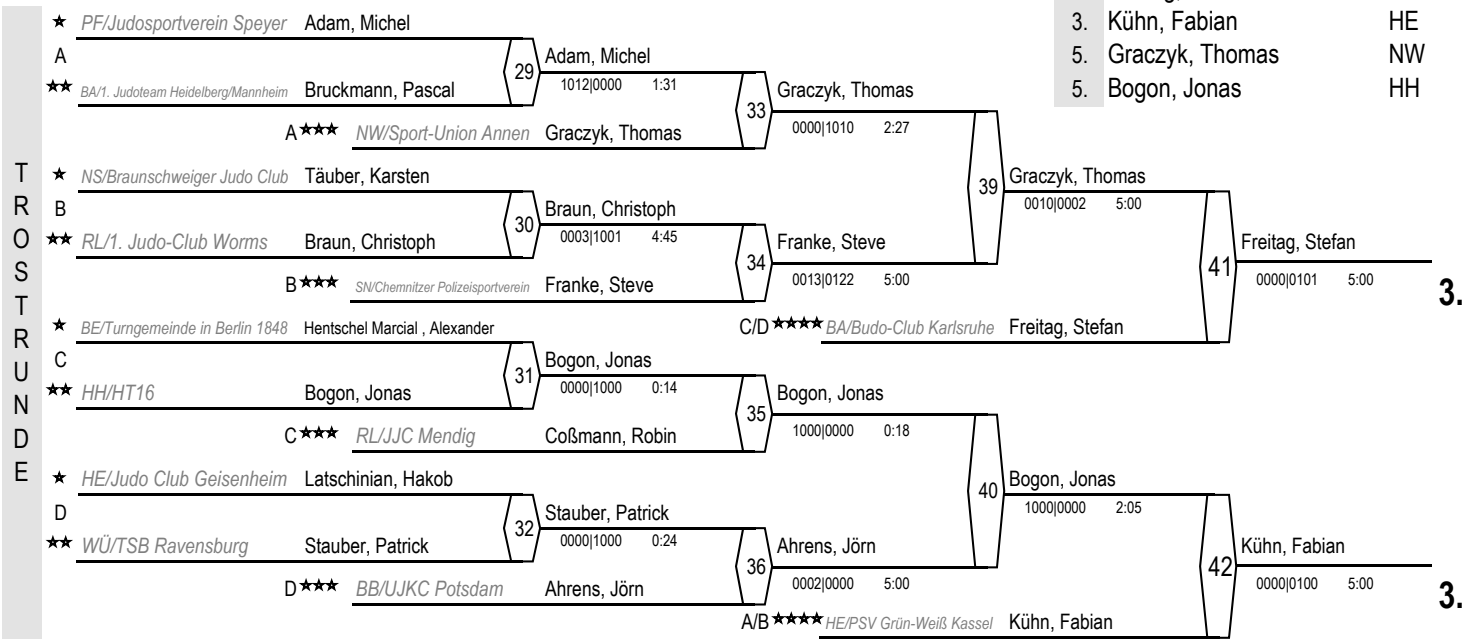 ★ PF/Judosportverein Speyer Adam, Michel
A
★★ BA/1. Judoteam Heidelberg/Mannheim Bruckmann, Pascal
29 Adam, Michel
1012|0000 1:31
A★★★ NW/Sport-Union Annen Graczyk, Thomas
33 Graczyk, Thomas
0000|1010 2:27
3. Kühn, Fabian HE
5. Graczyk, Thomas NW
5. Bogon, Jonas HH
TROSTRUNDE
★ NS/Braunschweiger Judo Club Täuber, Karsten
B
★★ RL/1. Judo-Club Worms Braun, Christoph
30 Braun, Christoph
0003|1001 4:45
B★★★ SN/Chemnitzer Polizeisportverein Franke, Steve
34 Franke, Steve
0013|0122 5:00
39 Graczyk, Thomas
0010|0002 5:00
C/D★★★★ BA/Budo-Club Karlsruhe Freitag, Stefan
41 Freitag, Stefan
0000|0101 5:00
3.
★ BE/Turngemeinde in Berlin 1848 Hentschel Marcial , Alexander
C
★★ HH/HT16 Bogon, Jonas
31 Bogon, Jonas
0000|1000 0:14
C★★★ RL/JJC Mendig Coßmann, Robin
35 Bogon, Jonas
1000|0000 0:18
★ HE/Judo Club Geisenheim Latschinian, Hakob
D
★★ WÜ/TSB Ravensburg Stauber, Patrick
32 Stauber, Patrick
0000|1000 0:24
D★★★ BB/UJKC Potsdam Ahrens, Jörn
36 Ahrens, Jörn
0002|0000 5:00
40 Bogon, Jonas
1000|0000 2:05
A/B★★★★ HE/PSV Grün-Weiß Kassel Kühn, Fabian
42 Kühn, Fabian
0000|0100 5:00
3.